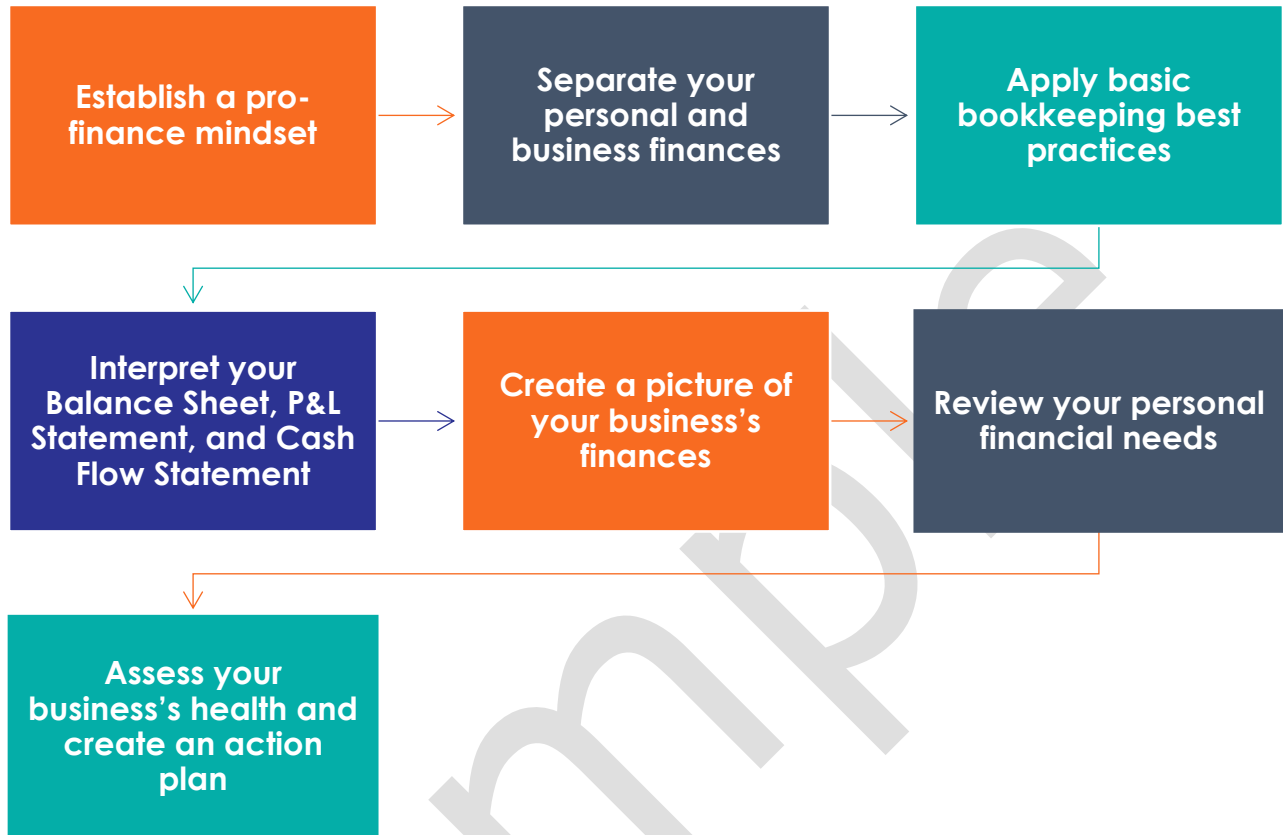 Establish a pro-
finance mindset
Separate your
personal and
business finances
Apply basic
bookkeeping best
practices
Interpret your
Balance Sheet, P&L
Statement, and Cash
Flow Statement
Create a picture of
your business’s
finances
Review your personal
financial needs
Assess your
business’s health and
create an action
plan
mple